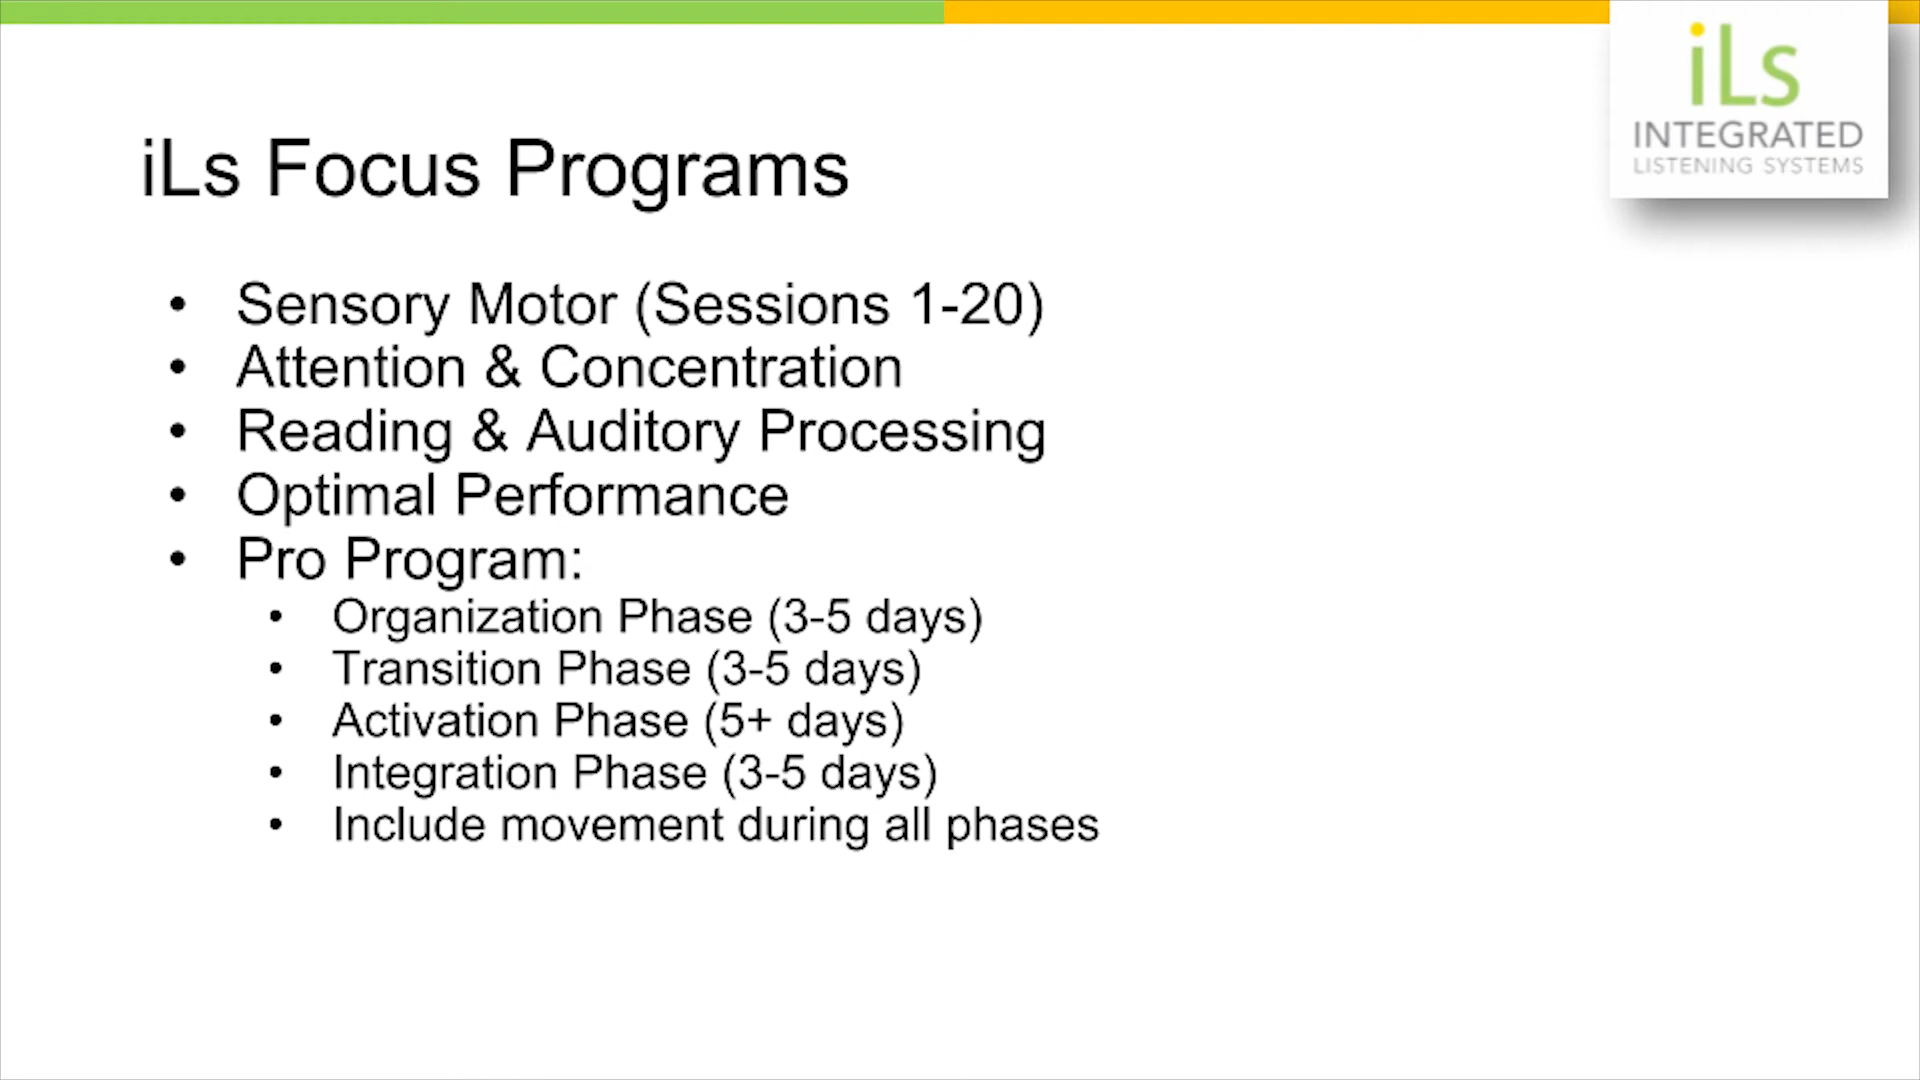 iLs
INTEGRATED
LISTENING SYSTEMS
iLs Focus Programs
• Sensory Motor (Sessions 1-20)
• Attention & Concentration
• Reading & Auditory Processing
• Optimal Performance
• Pro Program:
• Organization Phase (3-5 days)
• Transition Phase (3-5 days)
• Activation Phase (5+ days)
• Integration Phase (3-5 days)
• Include movement during all phases